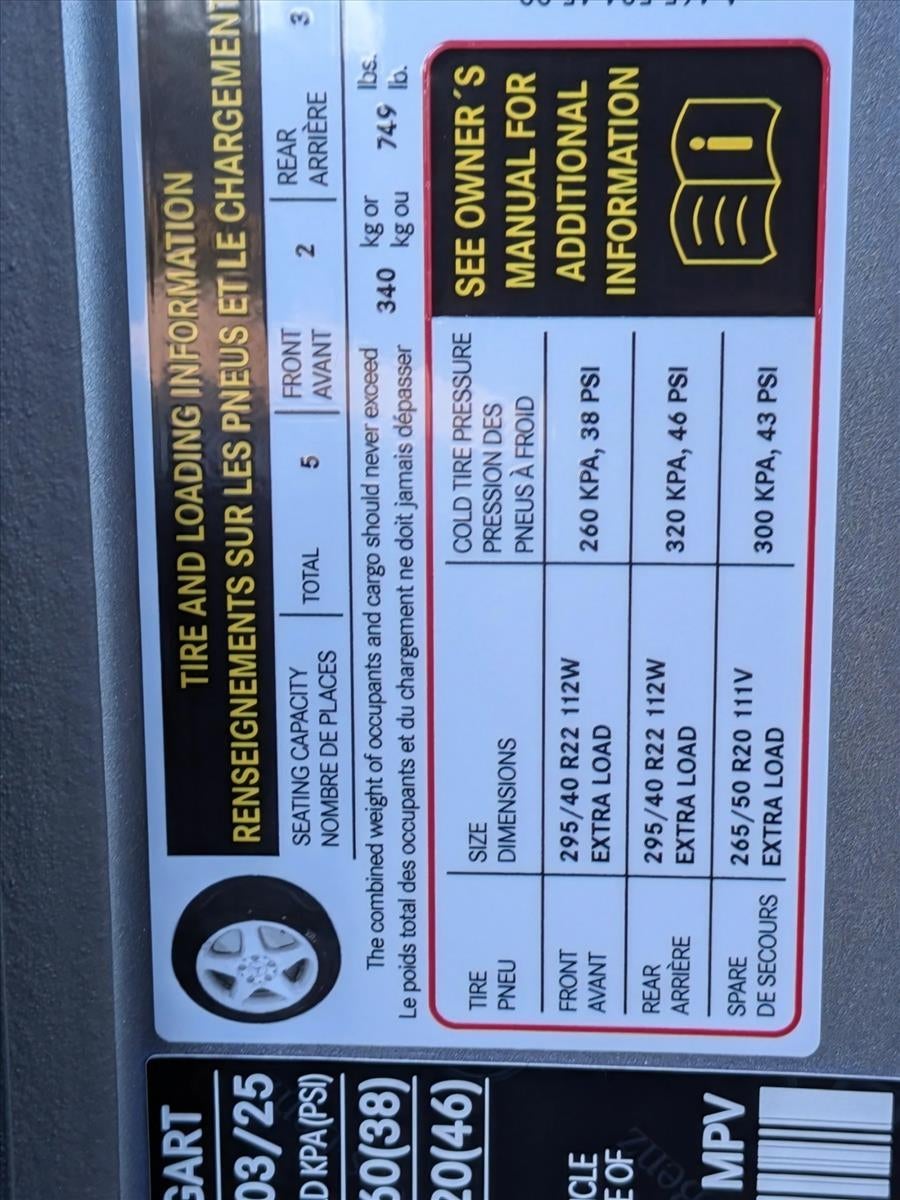 TIRE AND LOADING INFORMATION
RENSEIGNEMENTS SUR LES PNEUS ET LE CHARGEMENT
SEATING CAPACITY TOTAL 5 FRONT 2 REAR 3
NOMBRE DE PLACES AVANT ARRIÈRE
The combined weight of occupants and cargo should never exceed 340 kg or 749 lbs.
Le poids total des occupants et du chargement ne doit jamais dépasser kg ou lb.
TIRE SIZE COLD TIRE PRESSURE
PNEU DIMENSIONS PRESSION DES
PNEUS À FROID
FRONT 295/40 R22 112W 260 KPA, 38 PSI
AVANT EXTRA LOAD
REAR 295/40 R22 112W 320 KPA, 46 PSI
ARRIÈRE EXTRA LOAD
SPARE 265/50 R20 111V 300 KPA, 43 PSI
DE SECOURS EXTRA LOAD
SEE OWNER´S
MANUAL FOR
ADDITIONAL
INFORMATION
i
GART
03/25
D KPA(PSI)
60(38)
20(46)
CLE
E OF
MPV